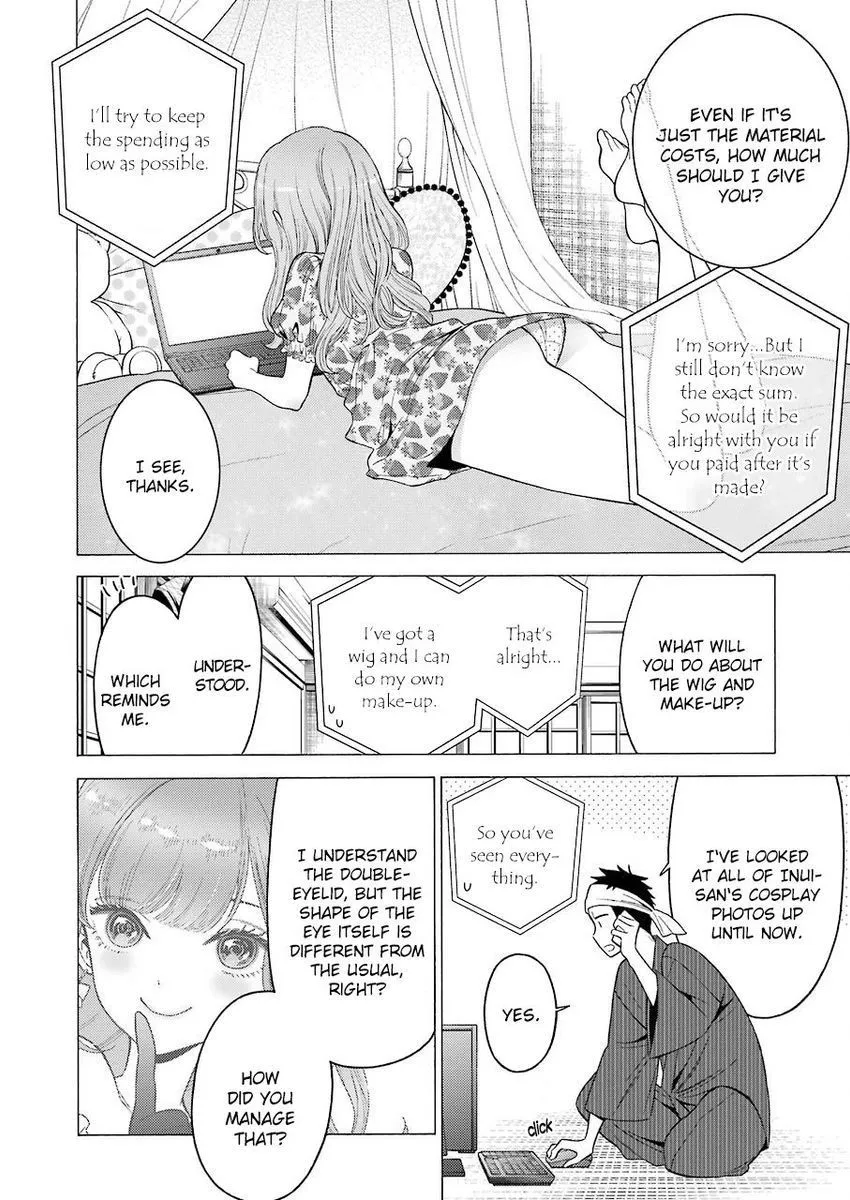 EVEN IF IT'S
JUST THE MATERIAL
COSTS, HOW MUCH
SHOULD I GIVE
YOU?
I'm sorry...But I
still don't know
the exact sum.
So would it be
alright with you if
you paid after it's
made?
I'll try to keep
the spending as
low as possible.
I SEE,
THANKS.
WHAT WILL
YOU DO ABOUT
THE WIG AND
MAKE-UP?
That's
alright...
I've got a
wig and I can
do my own
make-up.
UNDER-
STOOD.
WHICH
REMINDS
ME.
I'VE LOOKED
AT ALL OF INUI-
SAN'S COSPLAY
PHOTOS UP
UNTIL NOW.
So you've
seen every-
thing.
YES.
click
I UNDERSTAND
THE DOUBLE-
EYELID, BUT THE
SHAPE OF THE
EYE ITSELF IS
DIFFERENT FROM
THE USUAL,
RIGHT?
HOW
DID YOU
MANAGE
THAT?